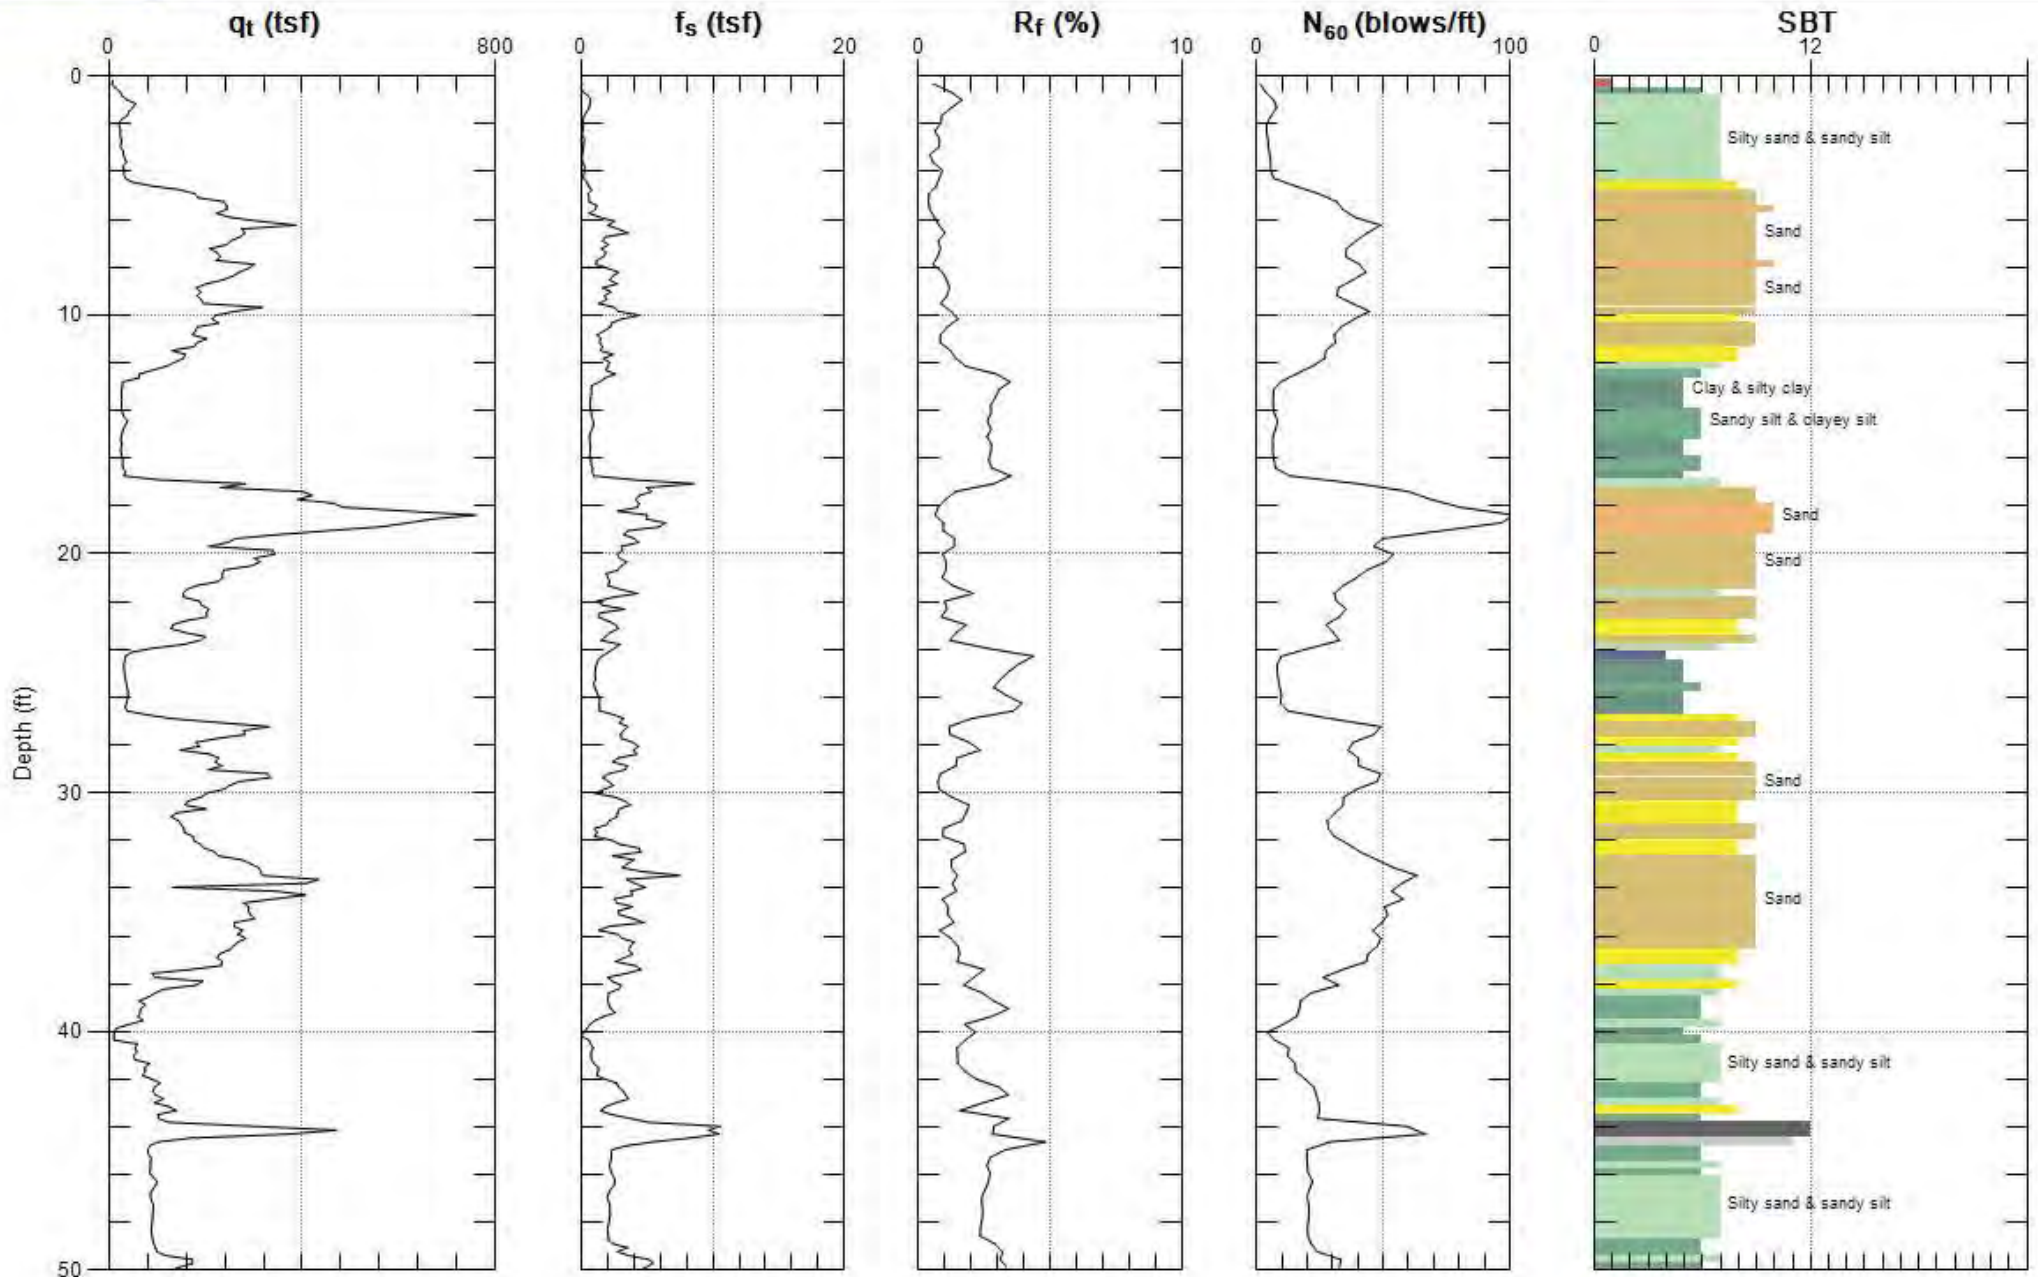 qt (tsf) fs (tsf) Rf (%) N60 (blows/ft) SBT
0 800 0 20 0 10 0 100 0 12
0
Silty sand & sandy silt
Sand
Sand
10
Clay & silty clay
Sandy silt & clayey silt
Sand
20
Sand
Depth (ft)
Sand
30
Sand
40
Silty sand & sandy silt
Silty sand & sandy silt
50